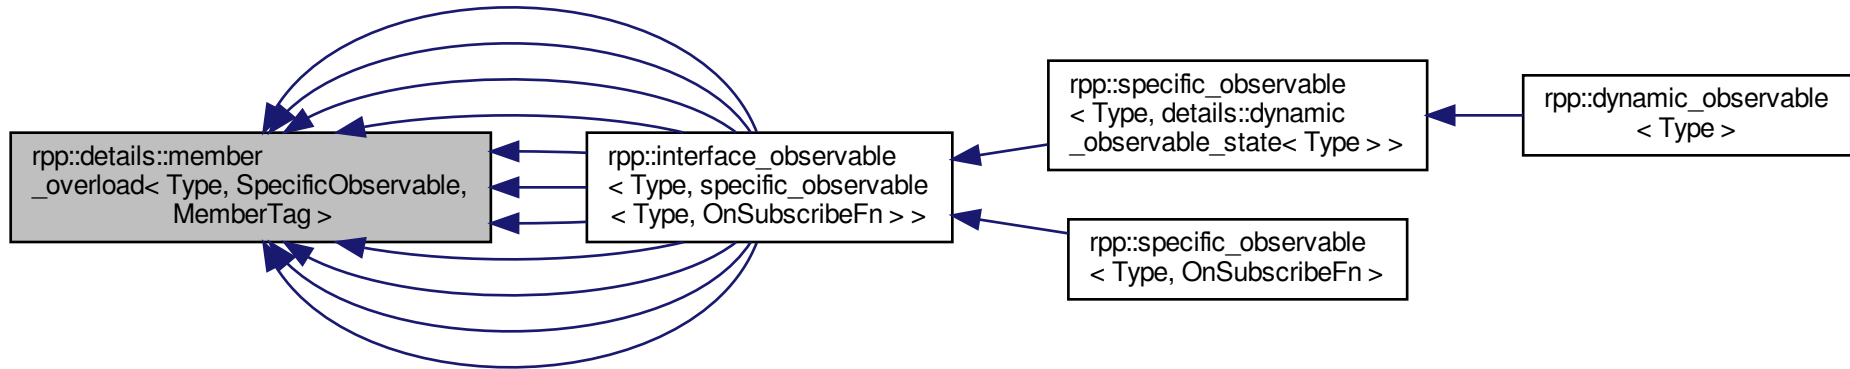 rpp::details::member
_overload< Type, SpecificObservable,
MemberTag >
rpp::interface_observable
< Type, specific_observable
< Type, OnSubscribeFn > >
rpp::specific_observable
< Type, details::dynamic
_observable_state< Type > >
rpp::dynamic_observable
< Type >
rpp::specific_observable
< Type, OnSubscribeFn >